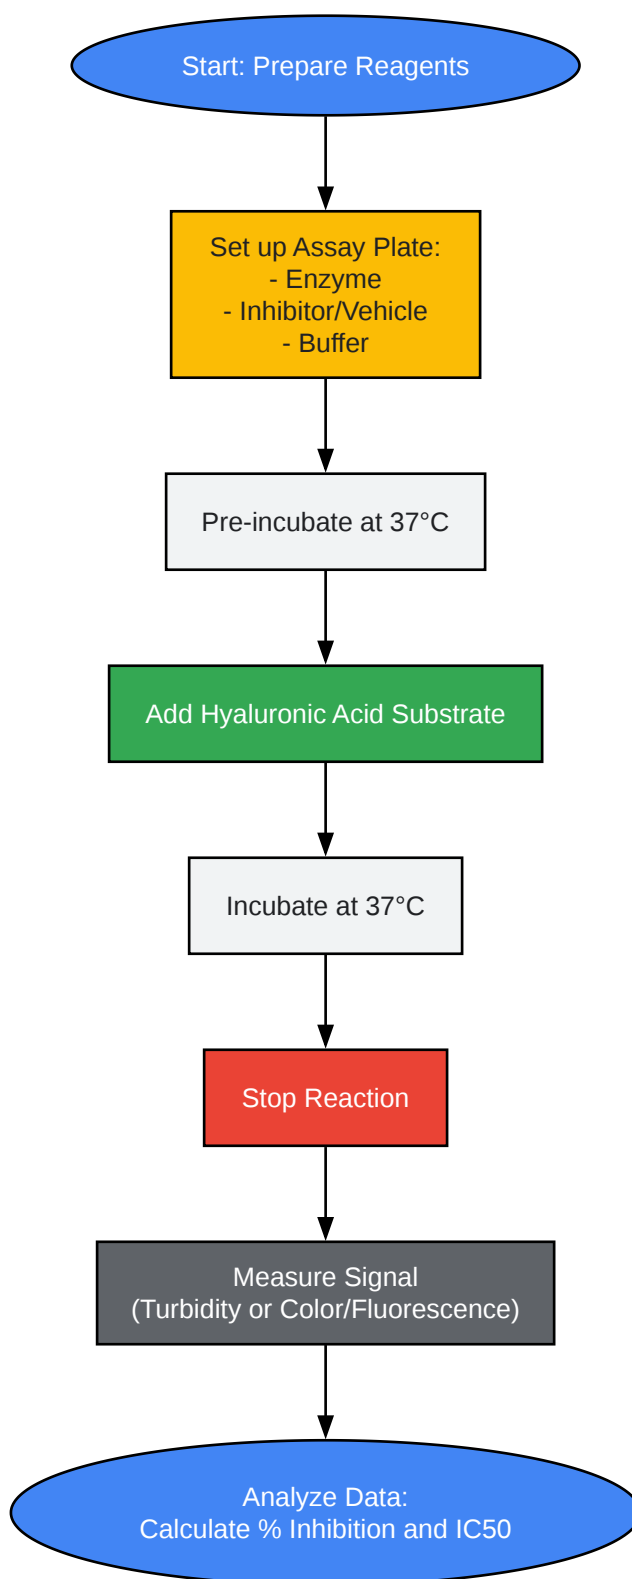 Start: Prepare Reagents
Set up Assay Plate:
- Enzyme
- Inhibitor/Vehicle
- Buffer
Pre-incubate at 37°C
Add Hyaluronic Acid Substrate
Incubate at 37°C
Stop Reaction
Measure Signal
(Turbidity or Color/Fluorescence)
Analyze Data:
Calculate % Inhibition and IC50